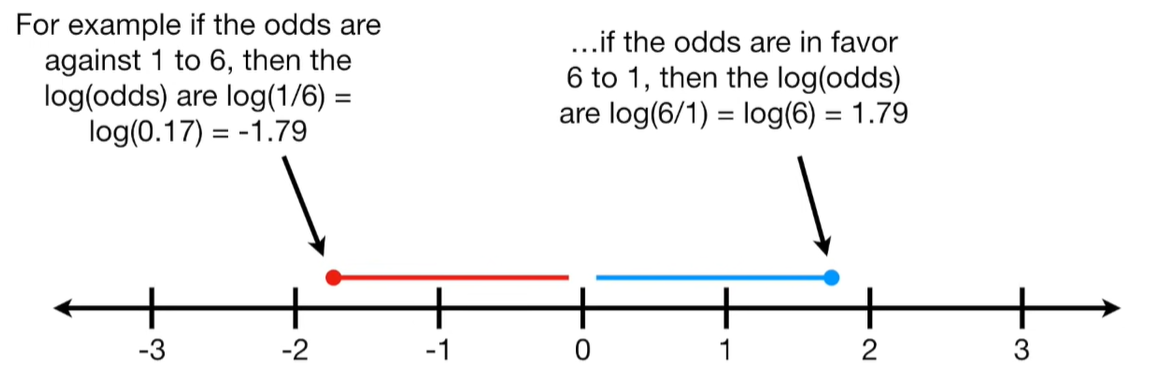 For example if the odds are
against 1 to 6, then the
log(odds) are log(1/6) =
log(0.17) = -1.79
...if the odds are in favor
6 to 1, then the log(odds)
are log(6/1) = log(6) = 1.79
-3 -2 -1 0 1 2 3